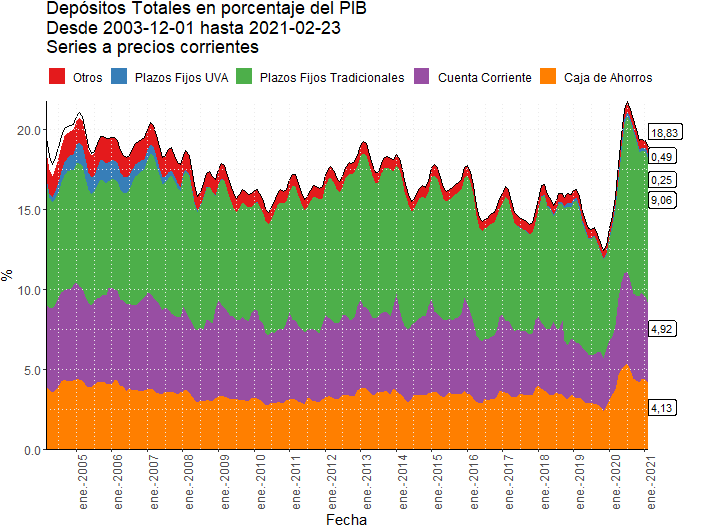 Depósitos Totales en porcentaje del PIB
Desde 2003-12-01 hasta 2021-02-23
Series a precios corrientes
Otros Plazos Fijos UVA Plazos Fijos Tradicionales Cuenta Corriente Caja de Ahorros
20.0
15.0
10.0
5.0
0.0
%
18,83
0,49
0,25
9,06
4,92
4,13
ene.-2005
ene.-2006
ene.-2007
ene.-2008
ene.-2009
ene.-2010
ene.-2011
ene.-2012
ene.-2013
ene.-2014
ene.-2015
ene.-2016
ene.-2017
ene.-2018
ene.-2019
ene.-2020
ene.-2021
Fecha